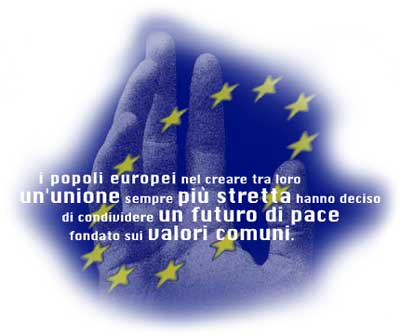 i popoli europei nel creare tra loro
un'unione sempre più stretta hanno deciso
di condividere un futuro di pace
fondato sui valori comuni.